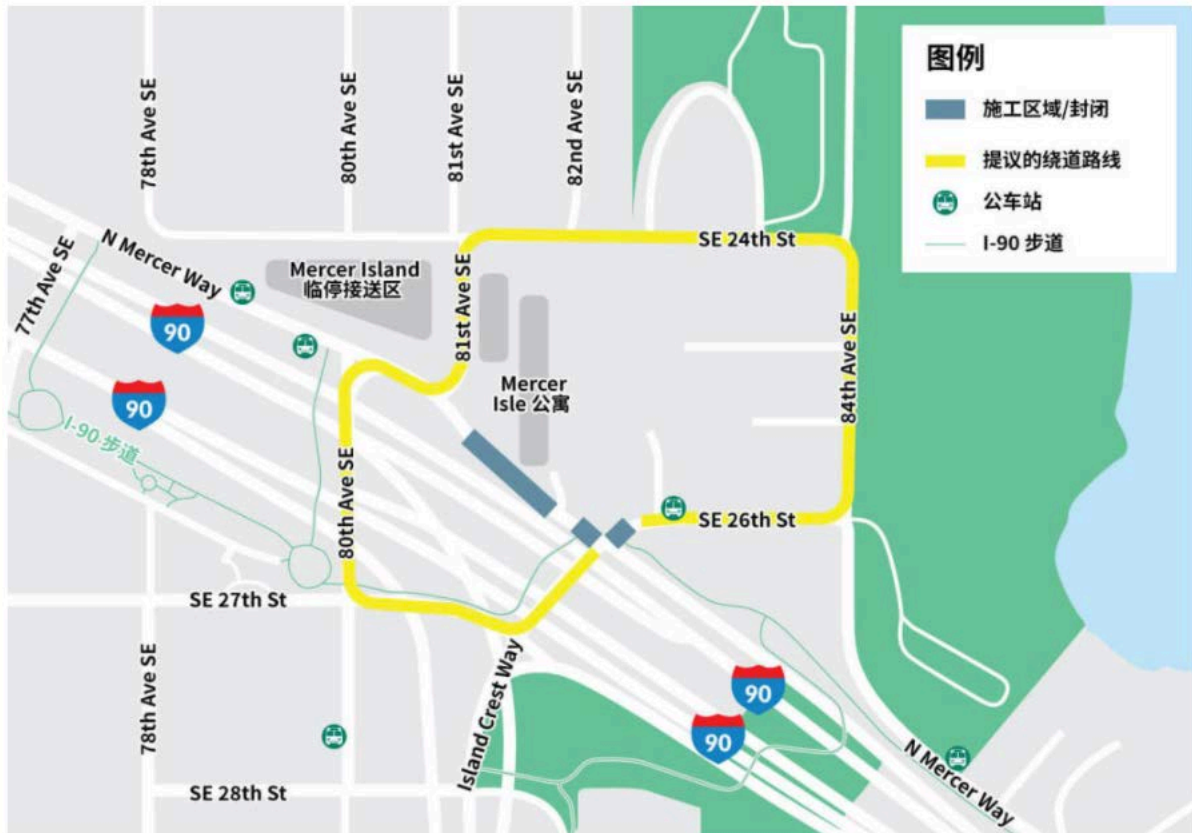 图例
施工区域/封闭
提议的绕道路线
公车站
I-90 步道
78th Ave SE
80th Ave SE
81st Ave SE
82nd Ave SE
N Mercer Way
77th Ave SE
SE 24th St
Mercer Island
临停接送区
81st Ave SE
90
90
84th Ave SE
Mercer
Isle 公寓
I-90 步道
80th Ave SE
SE 26th St
SE 27th St
78th Ave SE
Island Crest Way
90
90
N Mercer Way
SE 28th St